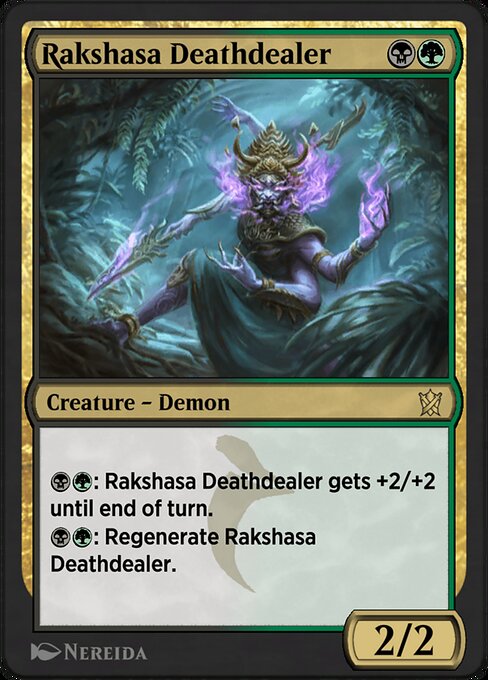 Rakshasa Deathdealer
Creature – Demon
: Rakshasa Deathdealer gets +2/+2
until end of turn.
: Regenerate Rakshasa
Deathdealer.
2/2
NEREIDA